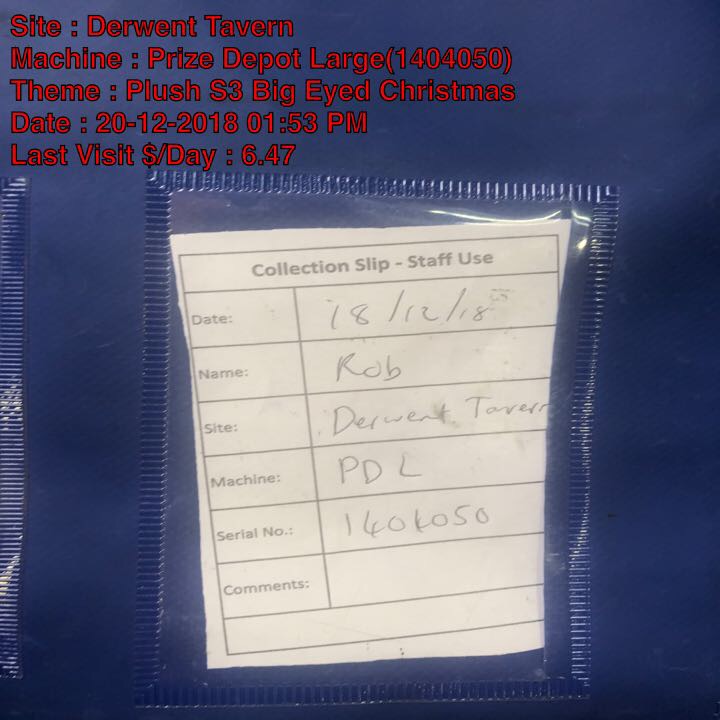 Site : Derwent Tavern
Machine : Prize Depot Large(1404050)
Theme : Plush S3 Big Eyed Christmas
Date : 20-12-2018 01:53 PM
Last Visit $/Day : 6.47
Collection Slip - Staff Use
Date: 18/12/18
Name: Rob
Site: Derwent Tavern
Machine: PDL
Serial No.: 1404050
Comments: